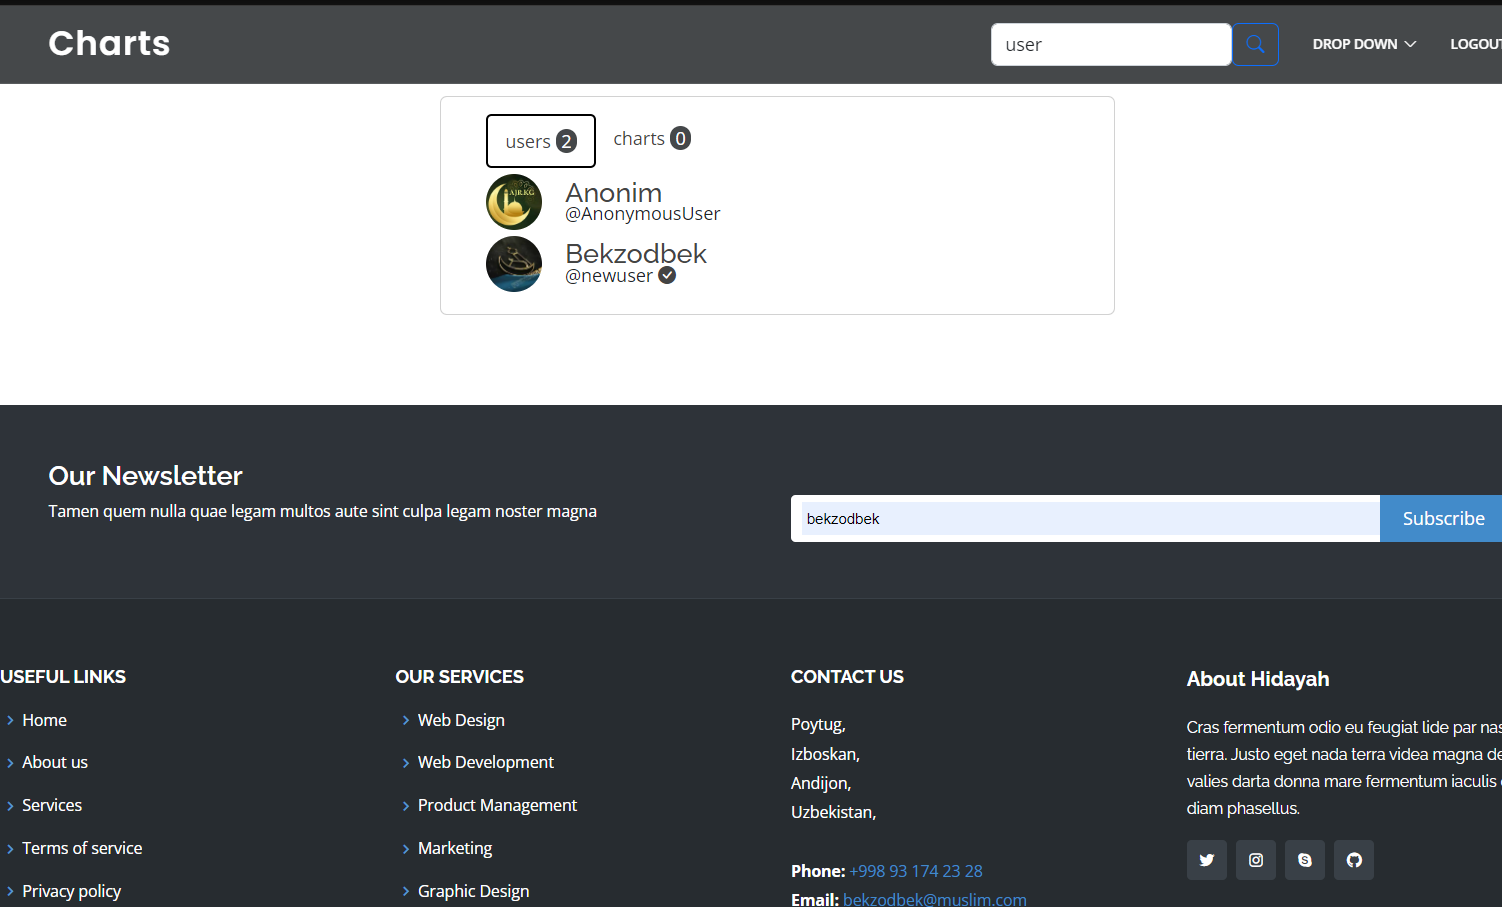 Charts
user
DROP DOWN
LOGOUT
users 2
charts 0
AJR.KG
Anonim
@AnonymousUser
Bekzodbek
@newuser
Our Newsletter
Tamen quem nulla quae legam multos aute sint culpa legam noster magna
bekzodbek
Subscribe
USEFUL LINKS
Home
About us
Services
Terms of service
Privacy policy
OUR SERVICES
Web Design
Web Development
Product Management
Marketing
Graphic Design
CONTACT US
Poytug,
Izboskan,
Andijon,
Uzbekistan,
Phone: +998 93 174 23 28
Email: bekzodbek@muslim.com
About Hidayah
Cras fermentum odio eu feugiat lide par nas
tierra. Justo eget nada terra videa magna de
valies darta donna mare fermentum iaculis
diam phasellus.